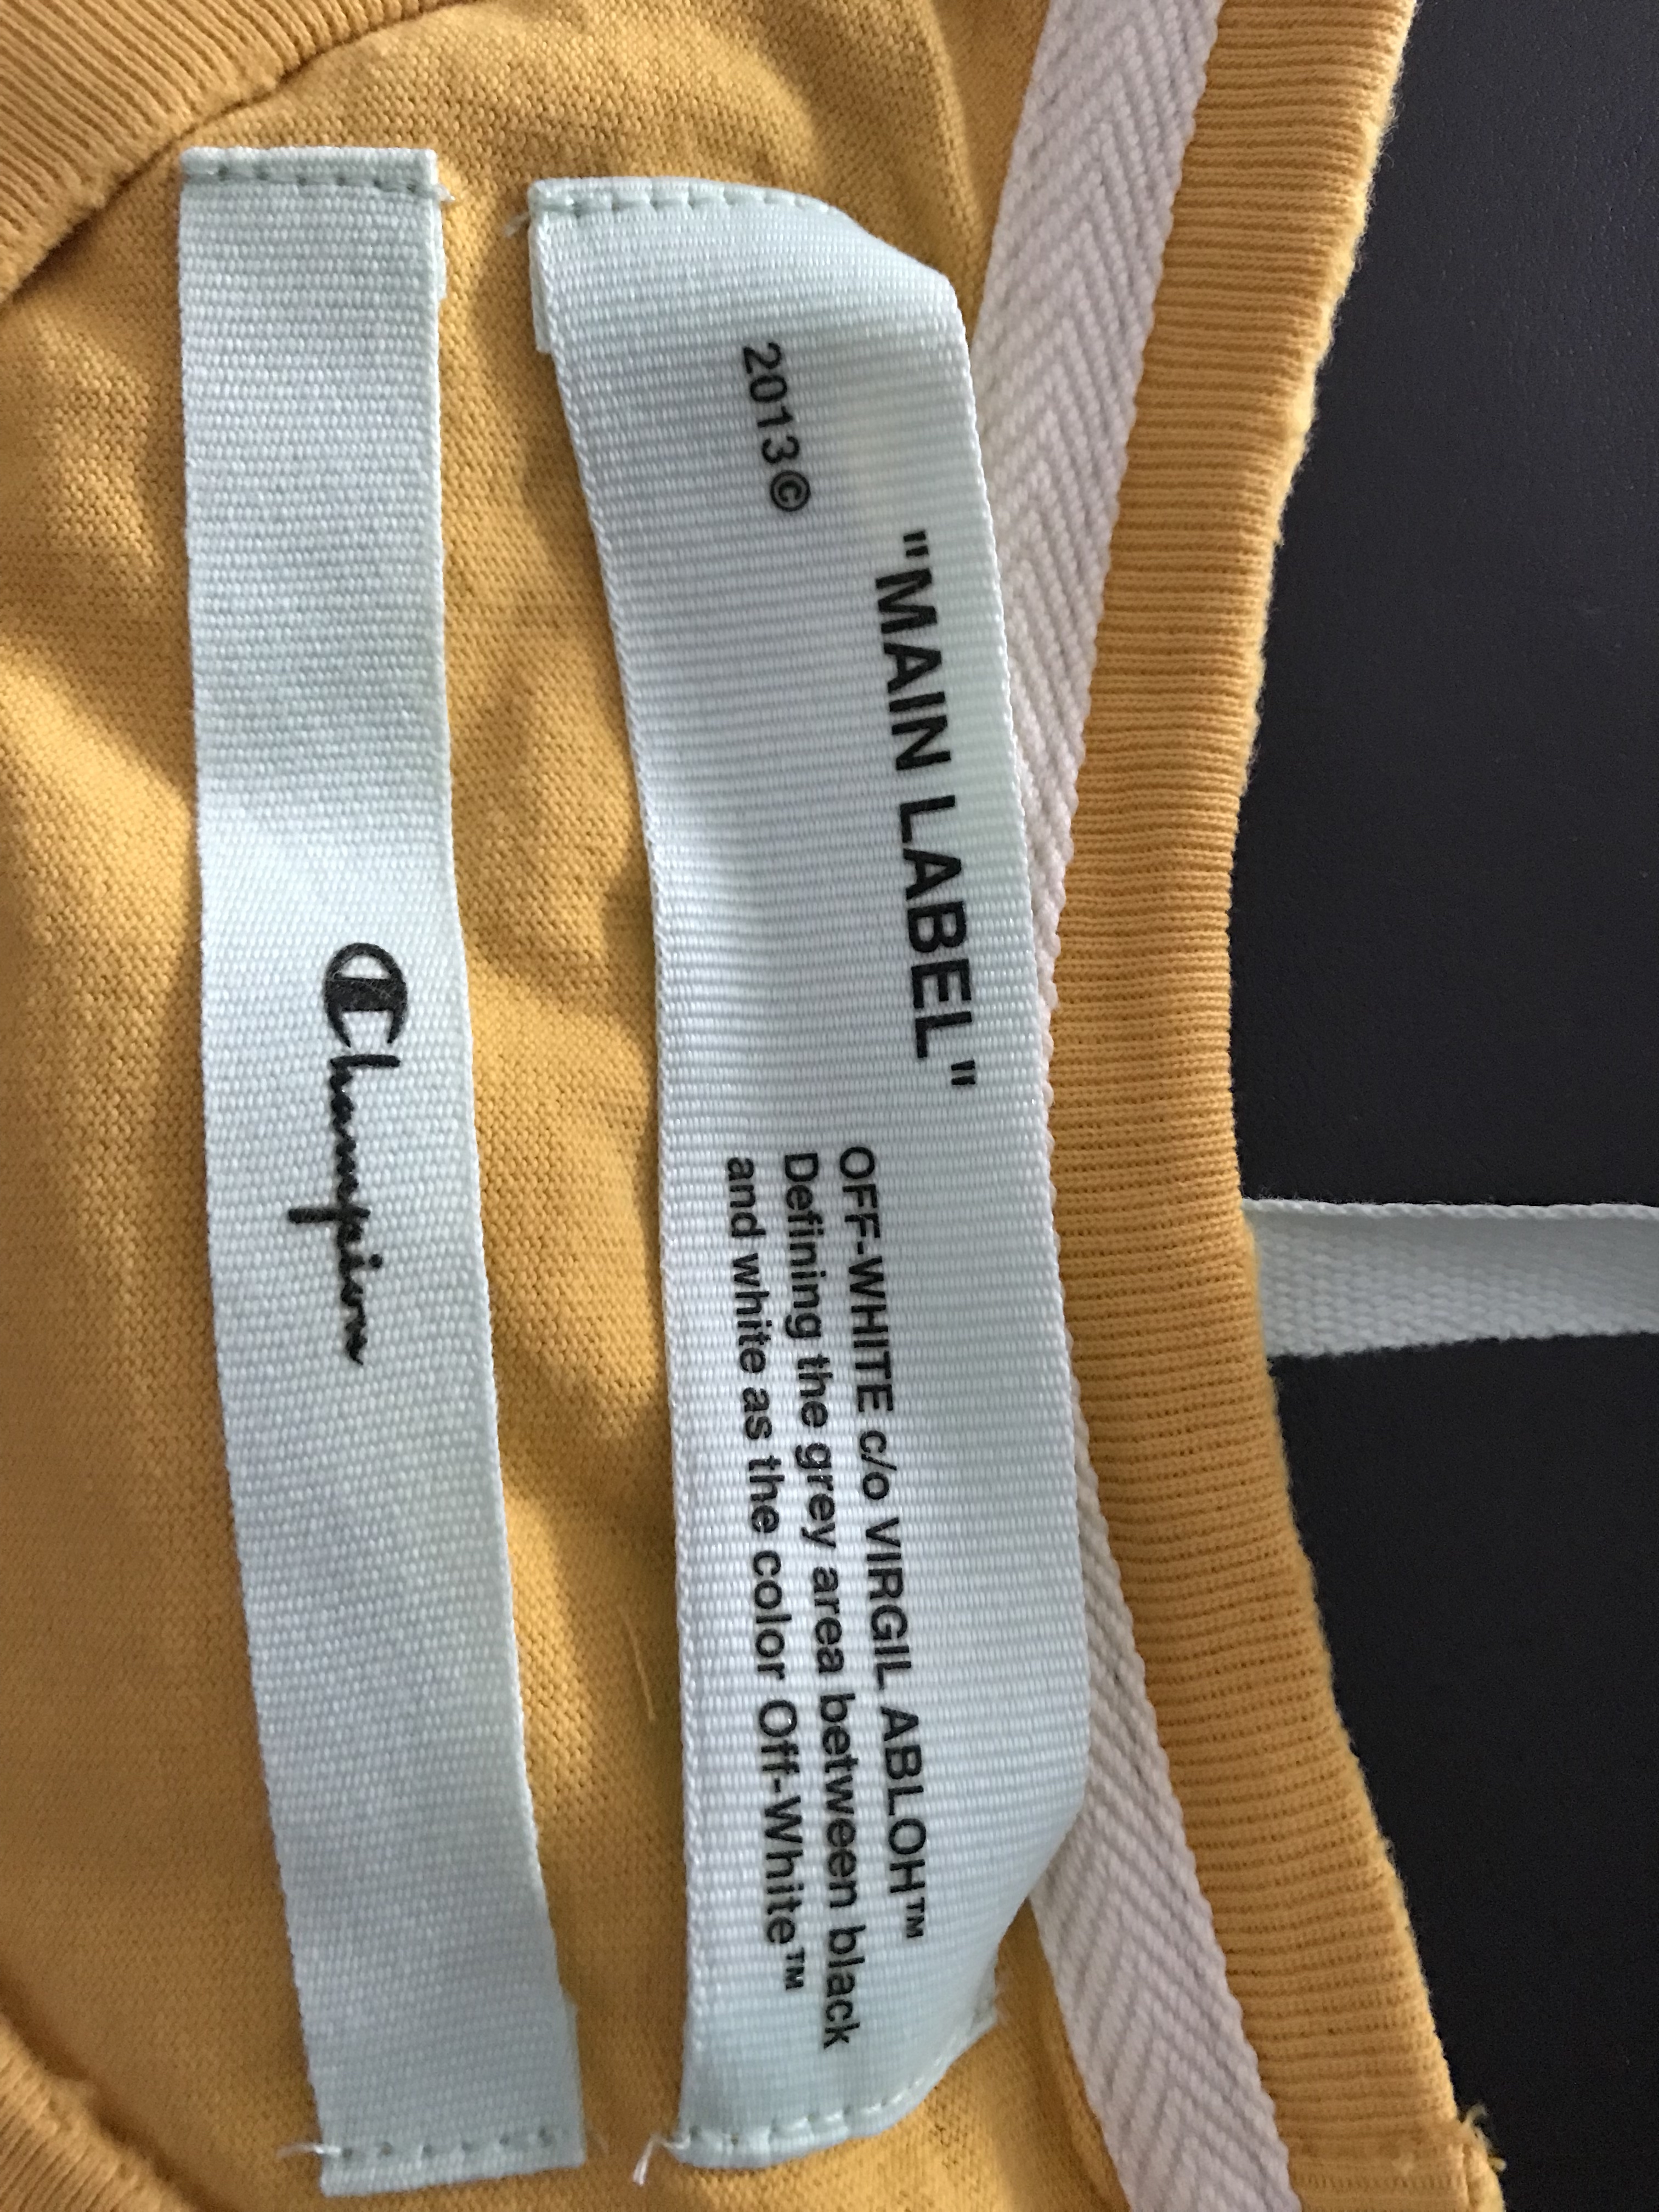 "MAIN LABEL"
2013©
OFF-WHITE c/o VIRGIL ABLOH™
Defining the grey area between black
and white as the color Off-White™
Champion